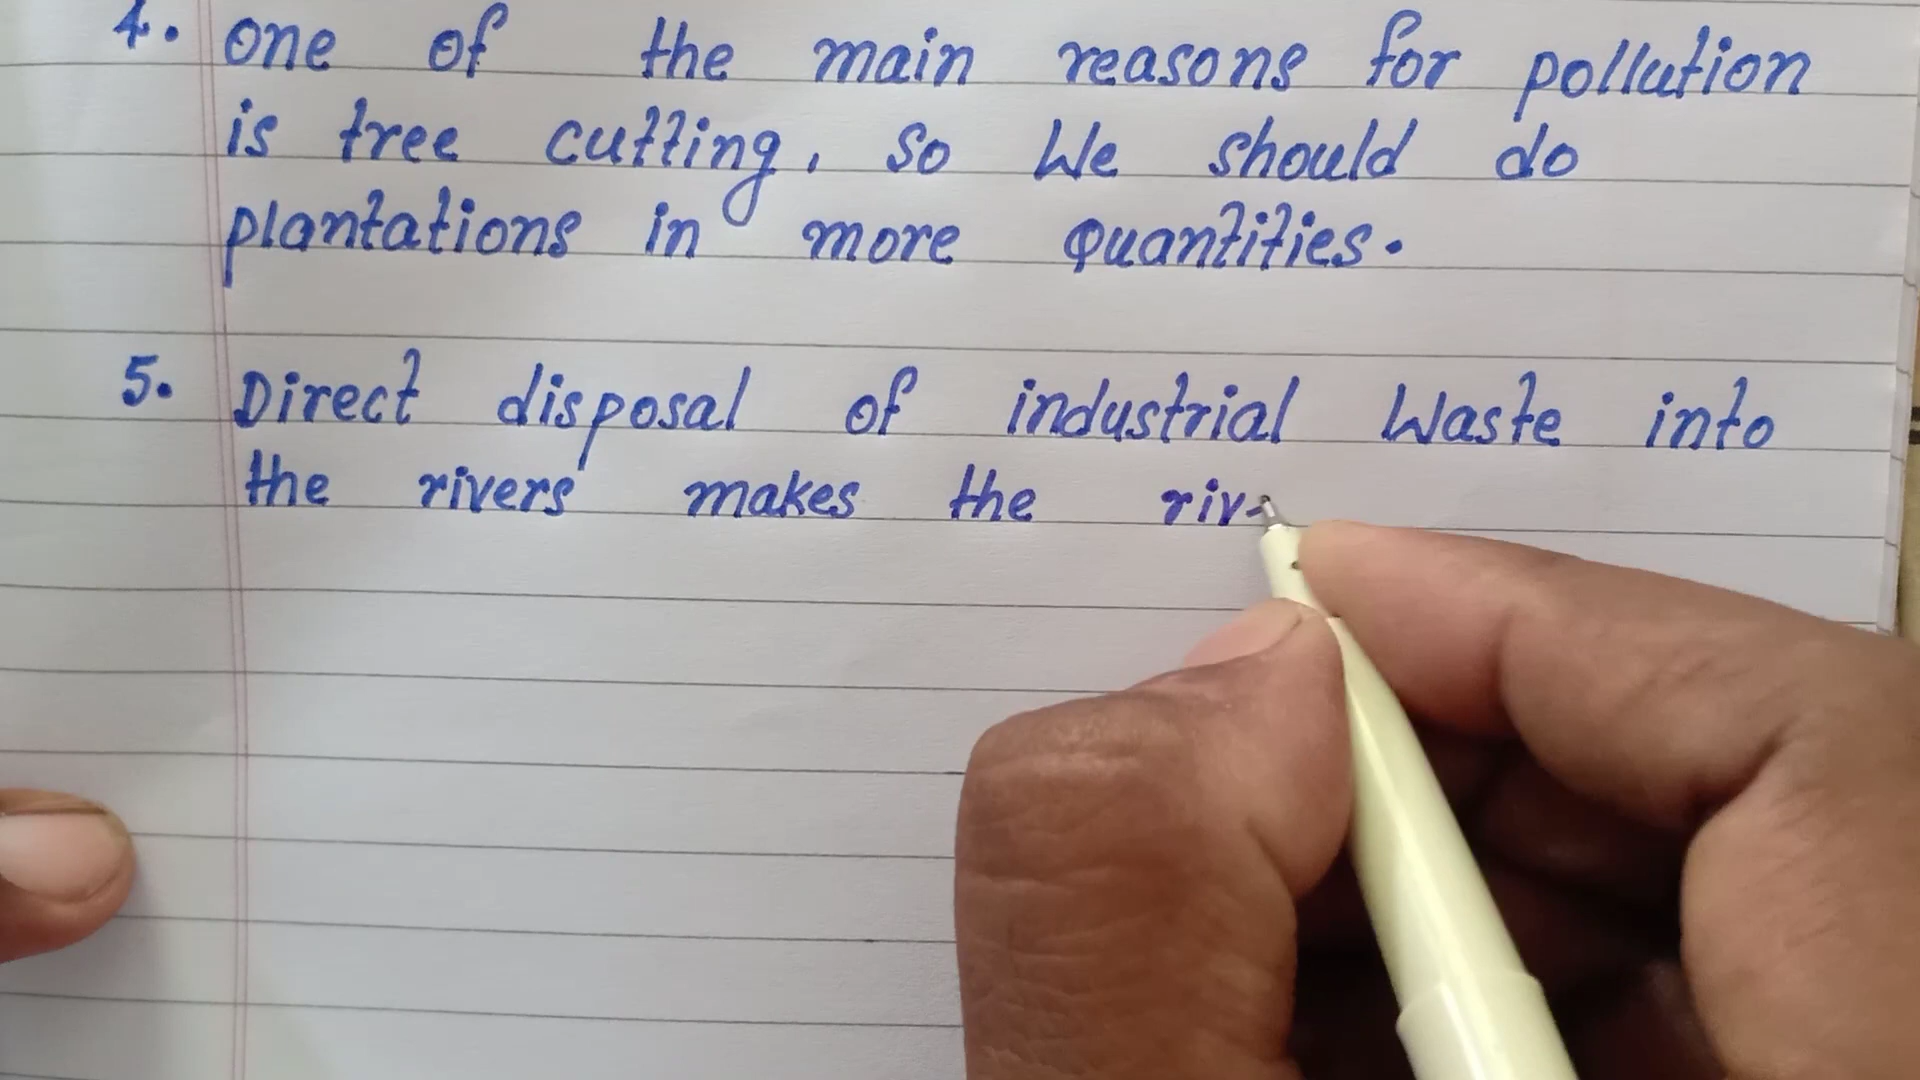 4. one of the main reasons for pollution
is tree cutting, so We should do
plantations in more Quantities.
5. Direct disposal of industrial Waste into
the rivers makes the riv